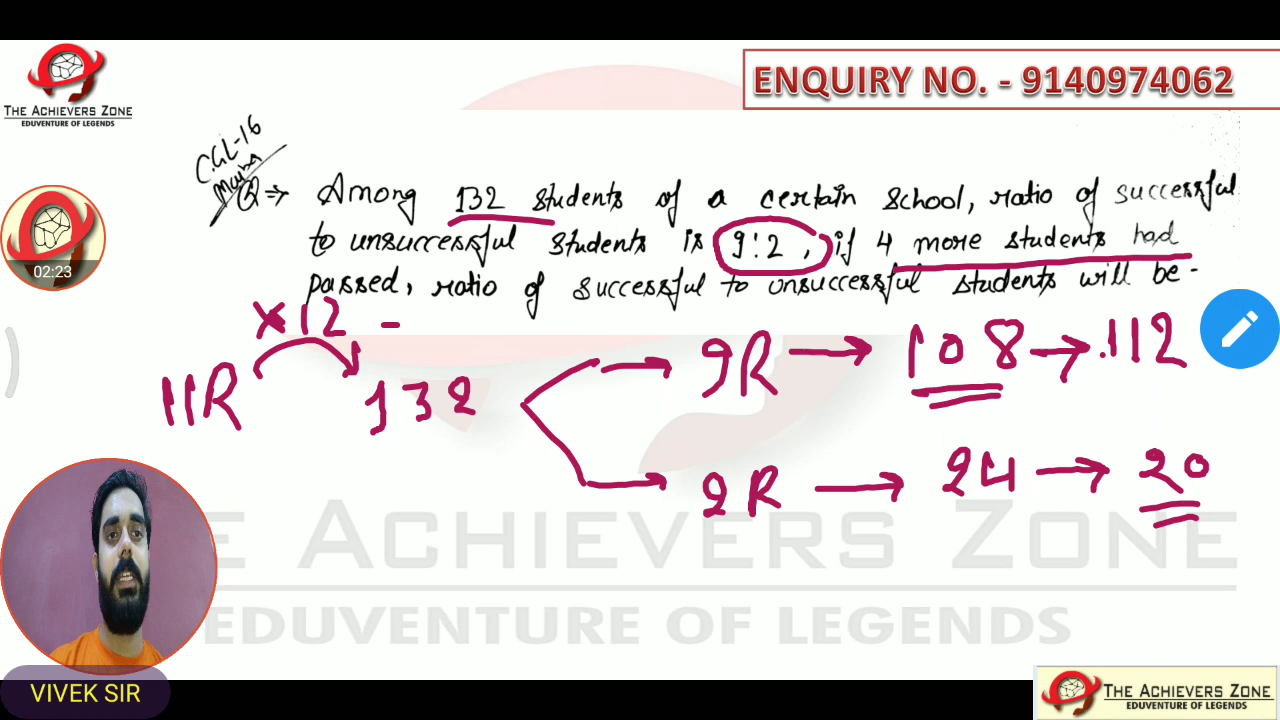 THE ACHIEVERS ZONE
EDUVENTURE OF LEGENDS
ENQUIRY NO. - 9140974062
C.GL-16
Mains
Q⇒ Among 132 students of a certain School, ratio of successful
to unsuccessful students is 9:2, if 4 more students had
passed, ratio of successful to unsuccessful students will be -
02:23
×12 -
11R 132 9R → 108 → 112
2R → 24 → 20
THE ACHIEVERS ZONE
EDUVENTURE OF LEGENDS
VIVEK SIR
THE ACHIEVERS ZONE
EDUVENTURE OF LEGENDS